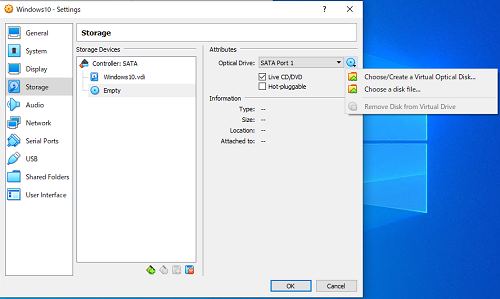 Windows10 - Settings
General
System
Display
Storage
Audio
Network
Serial Ports
USB
Shared Folders
User Interface
Storage
Storage Devices
Controller: SATA
Windows10.vdi
Empty
Attributes
Optical Drive: SATA Port 1
Live CD/DVD
Hot-pluggable
Information
Type: --
Size: --
Location: --
Attached to: --
Choose/Create a Virtual Optical Disk...
Choose a disk file...
Remove Disk from Virtual Drive
OK Cancel